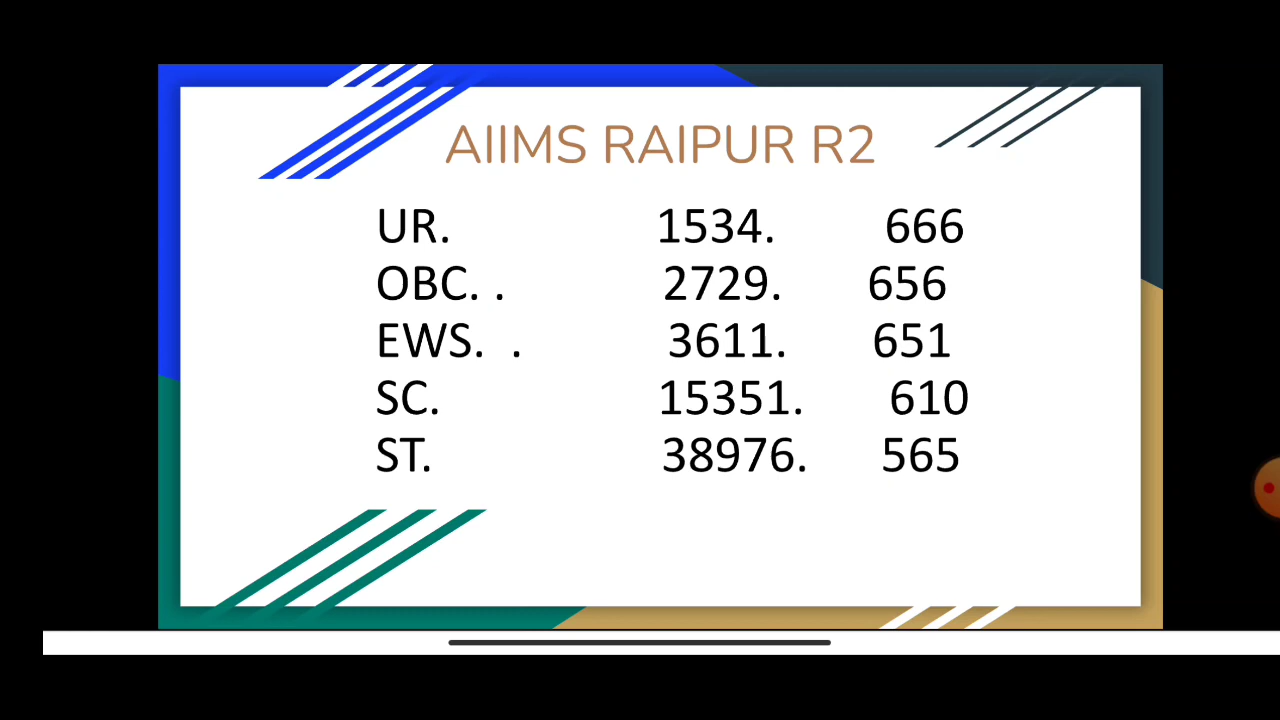 AIIMS RAIPUR R2
UR. 1534. 666
OBC. . 2729. 656
EWS. . 3611. 651
SC. 15351. 610
ST. 38976. 565